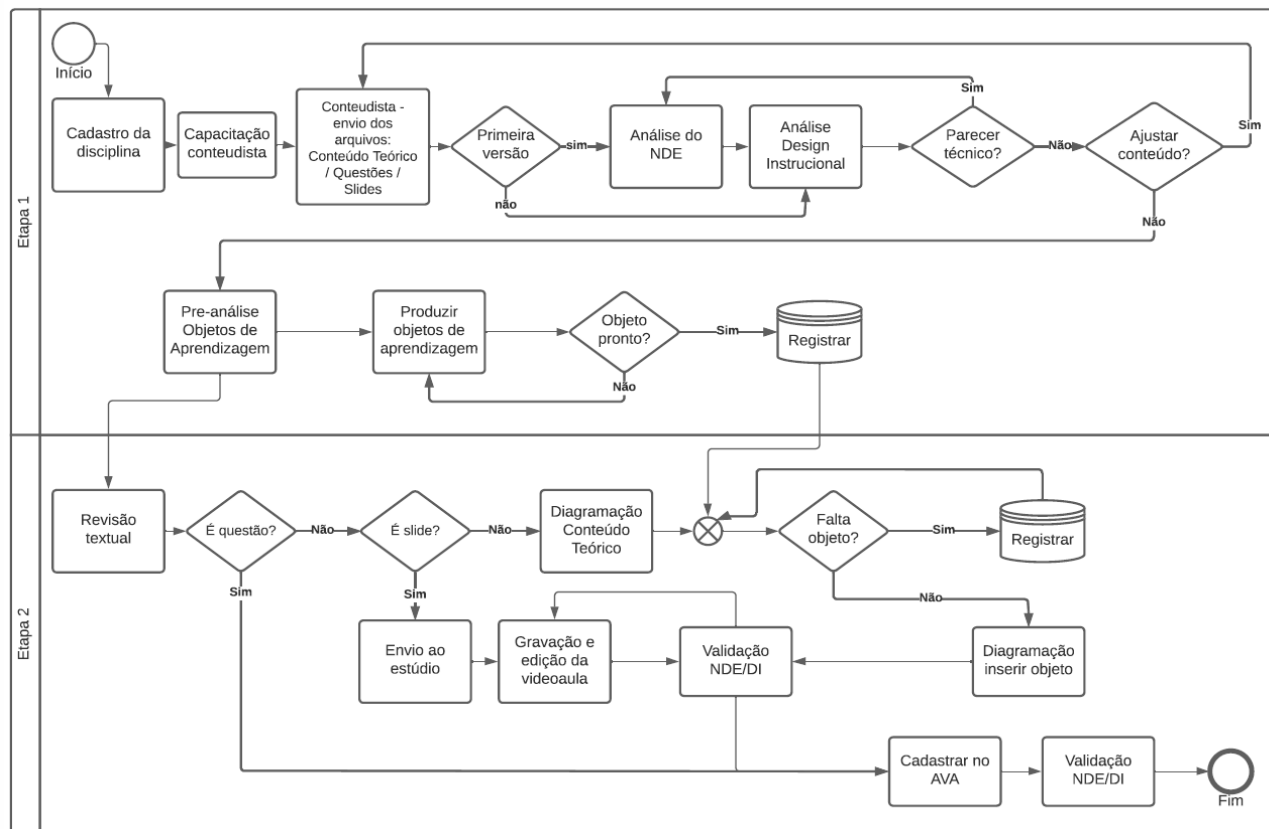 Etapa 1
Início
Cadastro da
disciplina
Capacitação
conteudista
Conteudista -
envio dos
arquivos:
Conteúdo Teórico
/ Questões /
Slides
Primeira
versão
sim
não
Análise do
NDE
Análise
Design
Instrucional
Sim
Parecer
técnico?
Não
Ajustar
conteúdo?
Sim
Não
Pre-análise
Objetos de
Aprendizagem
Produzir
objetos de
aprendizagem
Objeto
pronto?
Sim
Não
Registrar
Etapa 2
Revisão
textual
É questão?
Não
Sim
É slide?
Não
Sim
Diagramação
Conteúdo
Teórico
Falta
objeto?
Sim
Não
Registrar
Envio ao
estúdio
Gravação e
edição da
videoaula
Validação
NDE/DI
Diagramação
inserir objeto
Cadastrar no
AVA
Validação
NDE/DI
Fim